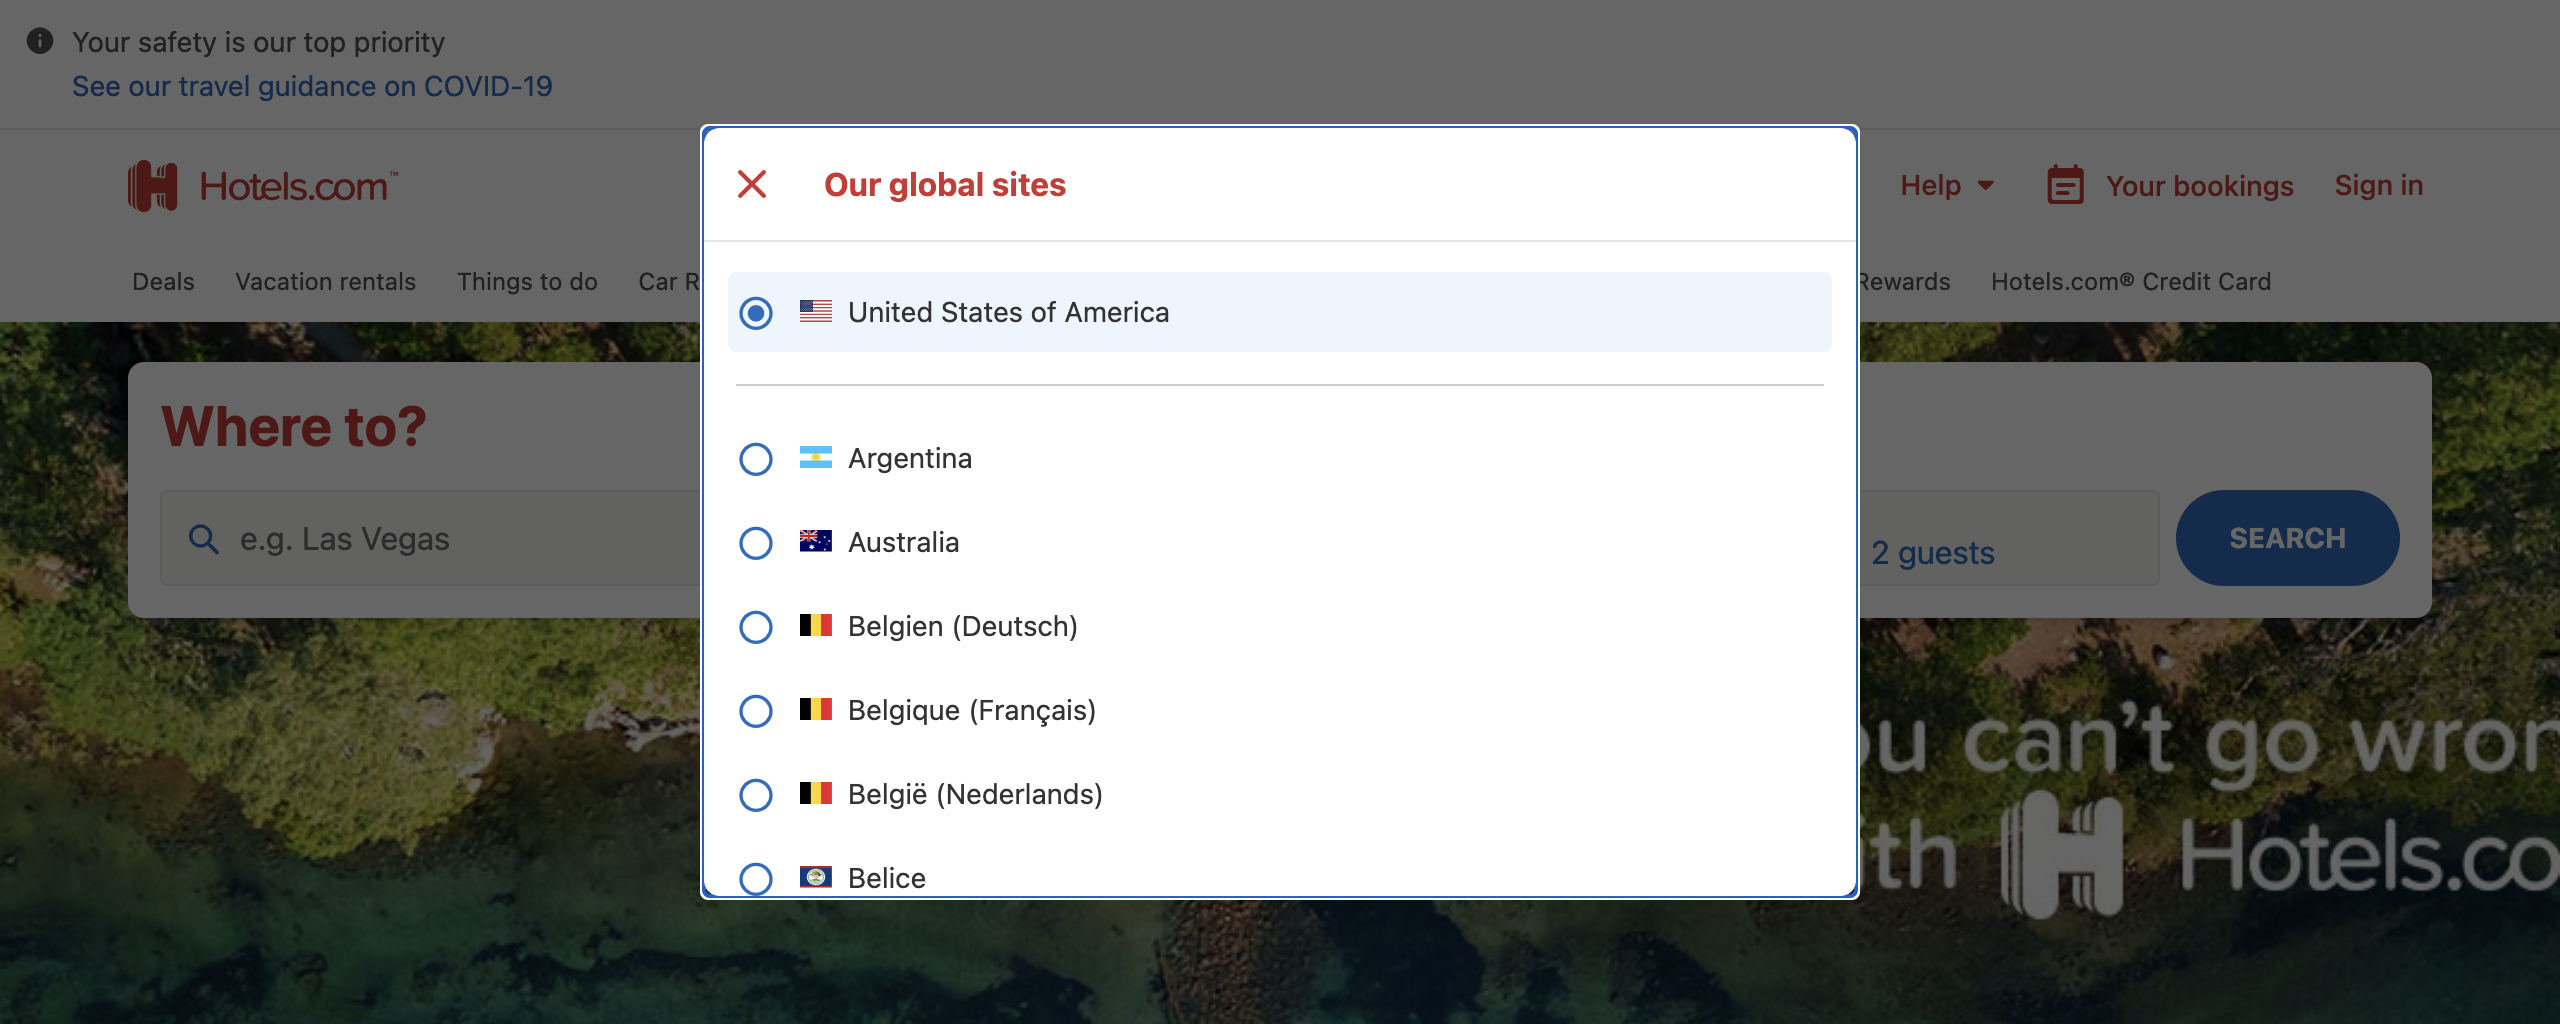 Your safety is our top priority
See our travel guidance on COVID-19
Hotels.com™
Help
Your bookings
Sign in
Deals
Vacation rentals
Things to do
Car R
Rewards
Hotels.com® Credit Card
Our global sites
United States of America
Argentina
Australia
Belgien (Deutsch)
Belgique (Français)
België (Nederlands)
Belice
Where to?
e.g. Las Vegas
2 guests
SEARCH
ou can't go wron
ith Hotels.co